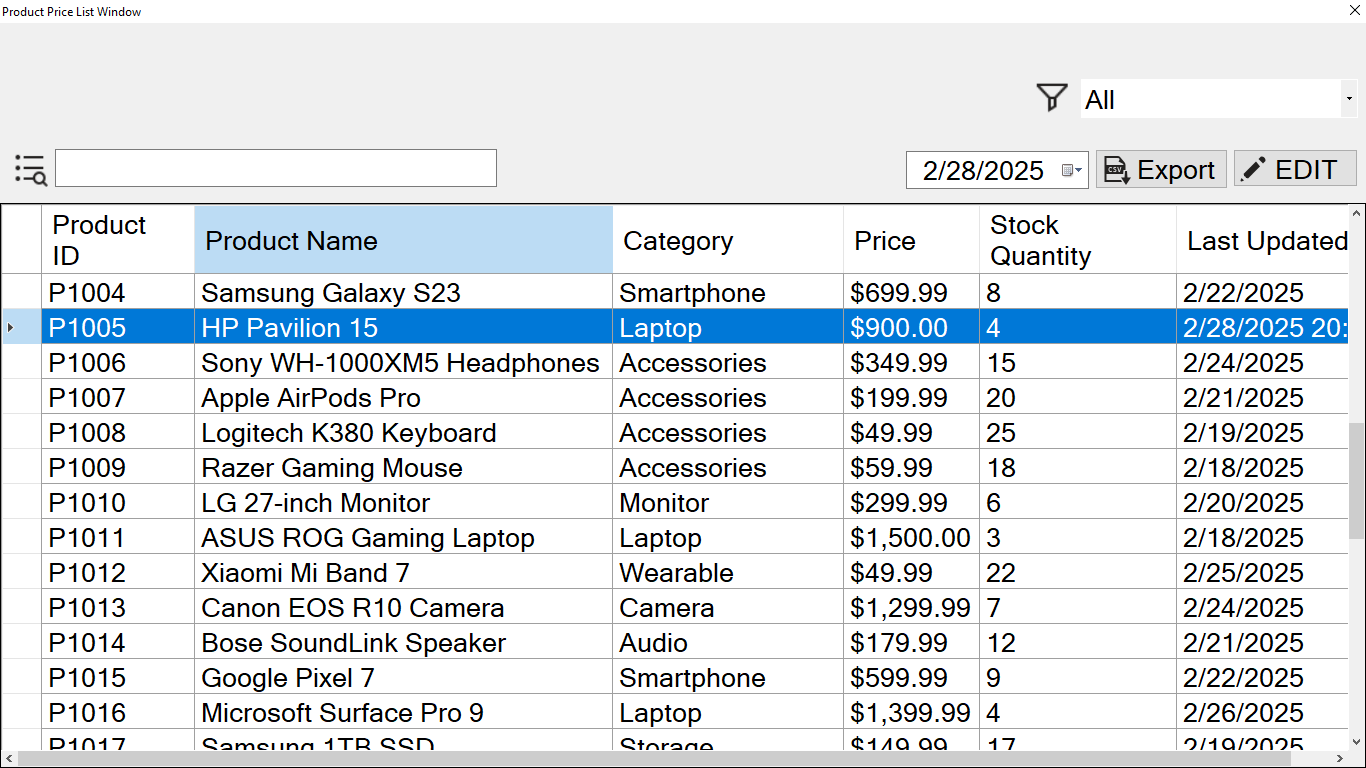 Product Price List Window
All
2/28/2025 CSV Export EDIT
Product ID Product Name Category Price Stock Quantity Last Updated
P1004 Samsung Galaxy S23 Smartphone $699.99 8 2/22/2025
P1005 HP Pavilion 15 Laptop $900.00 4 2/28/2025 20:
P1006 Sony WH-1000XM5 Headphones Accessories $349.99 15 2/24/2025
P1007 Apple AirPods Pro Accessories $199.99 20 2/21/2025
P1008 Logitech K380 Keyboard Accessories $49.99 25 2/19/2025
P1009 Razer Gaming Mouse Accessories $59.99 18 2/18/2025
P1010 LG 27-inch Monitor Monitor $299.99 6 2/20/2025
P1011 ASUS ROG Gaming Laptop Laptop $1,500.00 3 2/18/2025
P1012 Xiaomi Mi Band 7 Wearable $49.99 22 2/25/2025
P1013 Canon EOS R10 Camera Camera $1,299.99 7 2/24/2025
P1014 Bose SoundLink Speaker Audio $179.99 12 2/21/2025
P1015 Google Pixel 7 Smartphone $599.99 9 2/22/2025
P1016 Microsoft Surface Pro 9 Laptop $1,399.99 4 2/26/2025
P1017 Samsung 1TB SSD Storage $149.99 17 2/19/2025